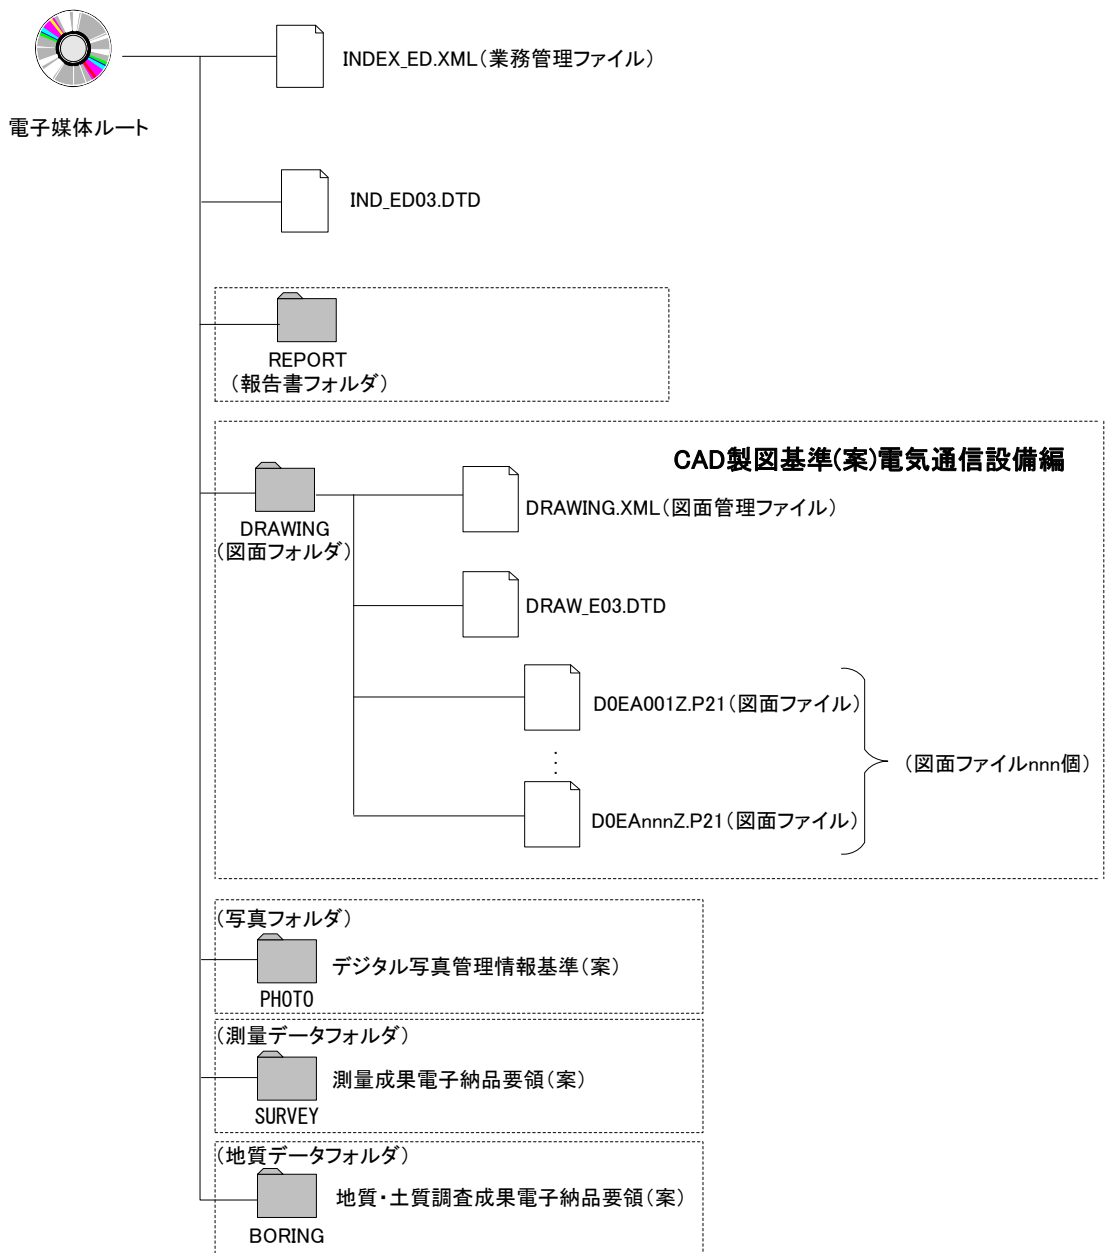 INDEX_ED.XML(業務管理ファイル)
電子媒体ルート
IND_ED03.DTD
REPORT
(報告書フォルダ)
CAD製図基準(案)電気通信設備編
DRAWING
(図面フォルダ)
DRAWING.XML(図面管理ファイル)
DRAW_E03.DTD
D0EA001Z.P21(図面ファイル)
⋮
(図面ファイルnnn個)
D0EAnnnZ.P21(図面ファイル)
(写真フォルダ)
デジタル写真管理情報基準(案)
PHOTO
(測量データフォルダ)
測量成果電子納品要領(案)
SURVEY
(地質データフォルダ)
地質・土質調査成果電子納品要領(案)
BORING